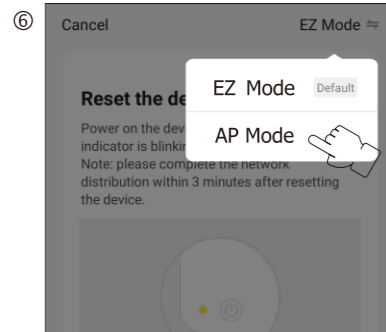 ⑥
Cancel EZ Mode ⇋
EZ Mode Default
AP Mode
Reset the de
Power on the dev
indicator is blinkin
Note: please complete the network
distribution within 3 minutes after resetting
the device.